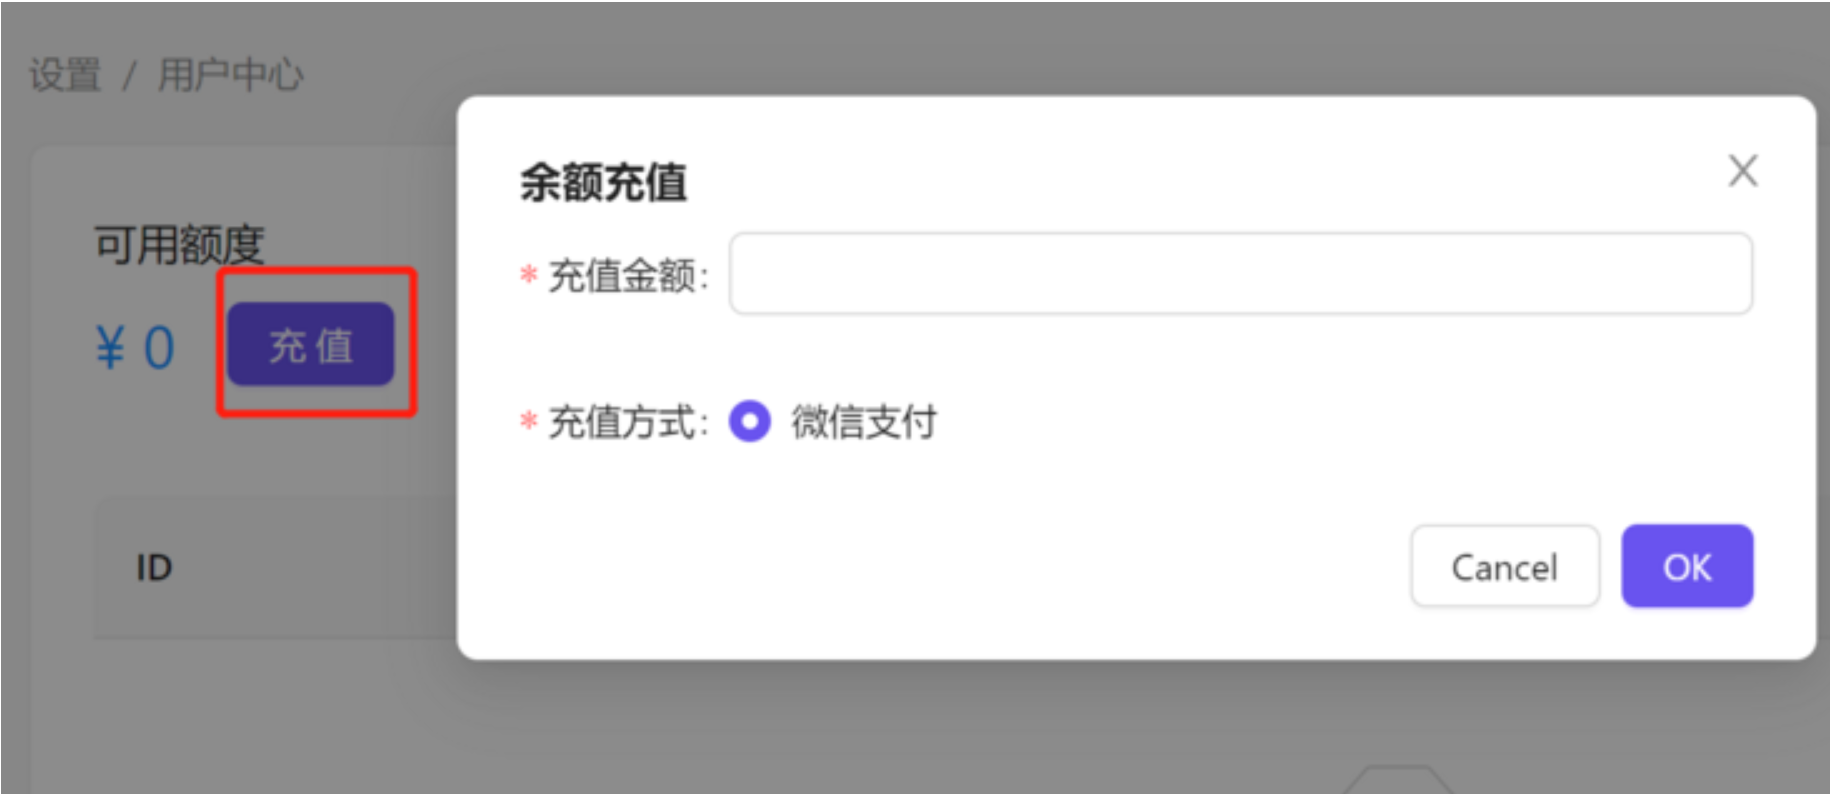 设置 / 用户中心
可用额度
¥ 0 充 值
ID
余额充值
* 充值金额:
* 充值方式: 微信支付
Cancel OK